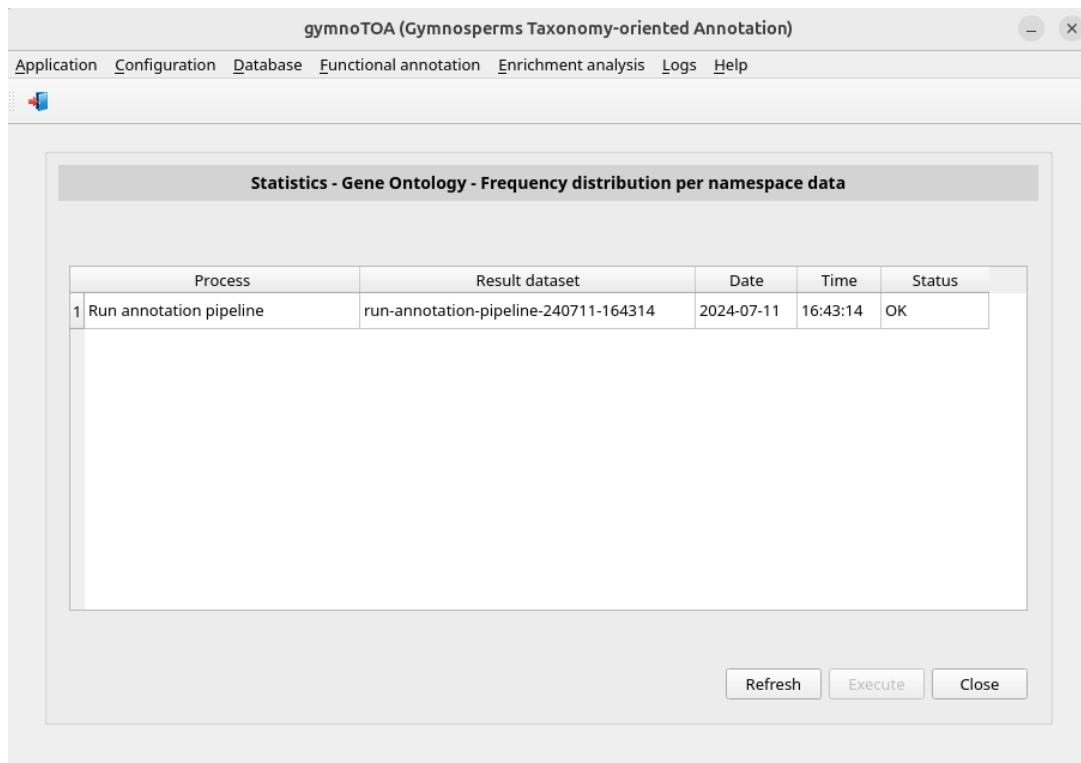 gymnoTOA (Gymnosperms Taxonomy-oriented Annotation)
Application Configuration Database Functional annotation Enrichment analysis Logs Help
Statistics - Gene Ontology - Frequency distribution per namespace data
Process Result dataset Date Time Status
1 Run annotation pipeline run-annotation-pipeline-240711-164314 2024-07-11 16:43:14 OK
Refresh Execute Close